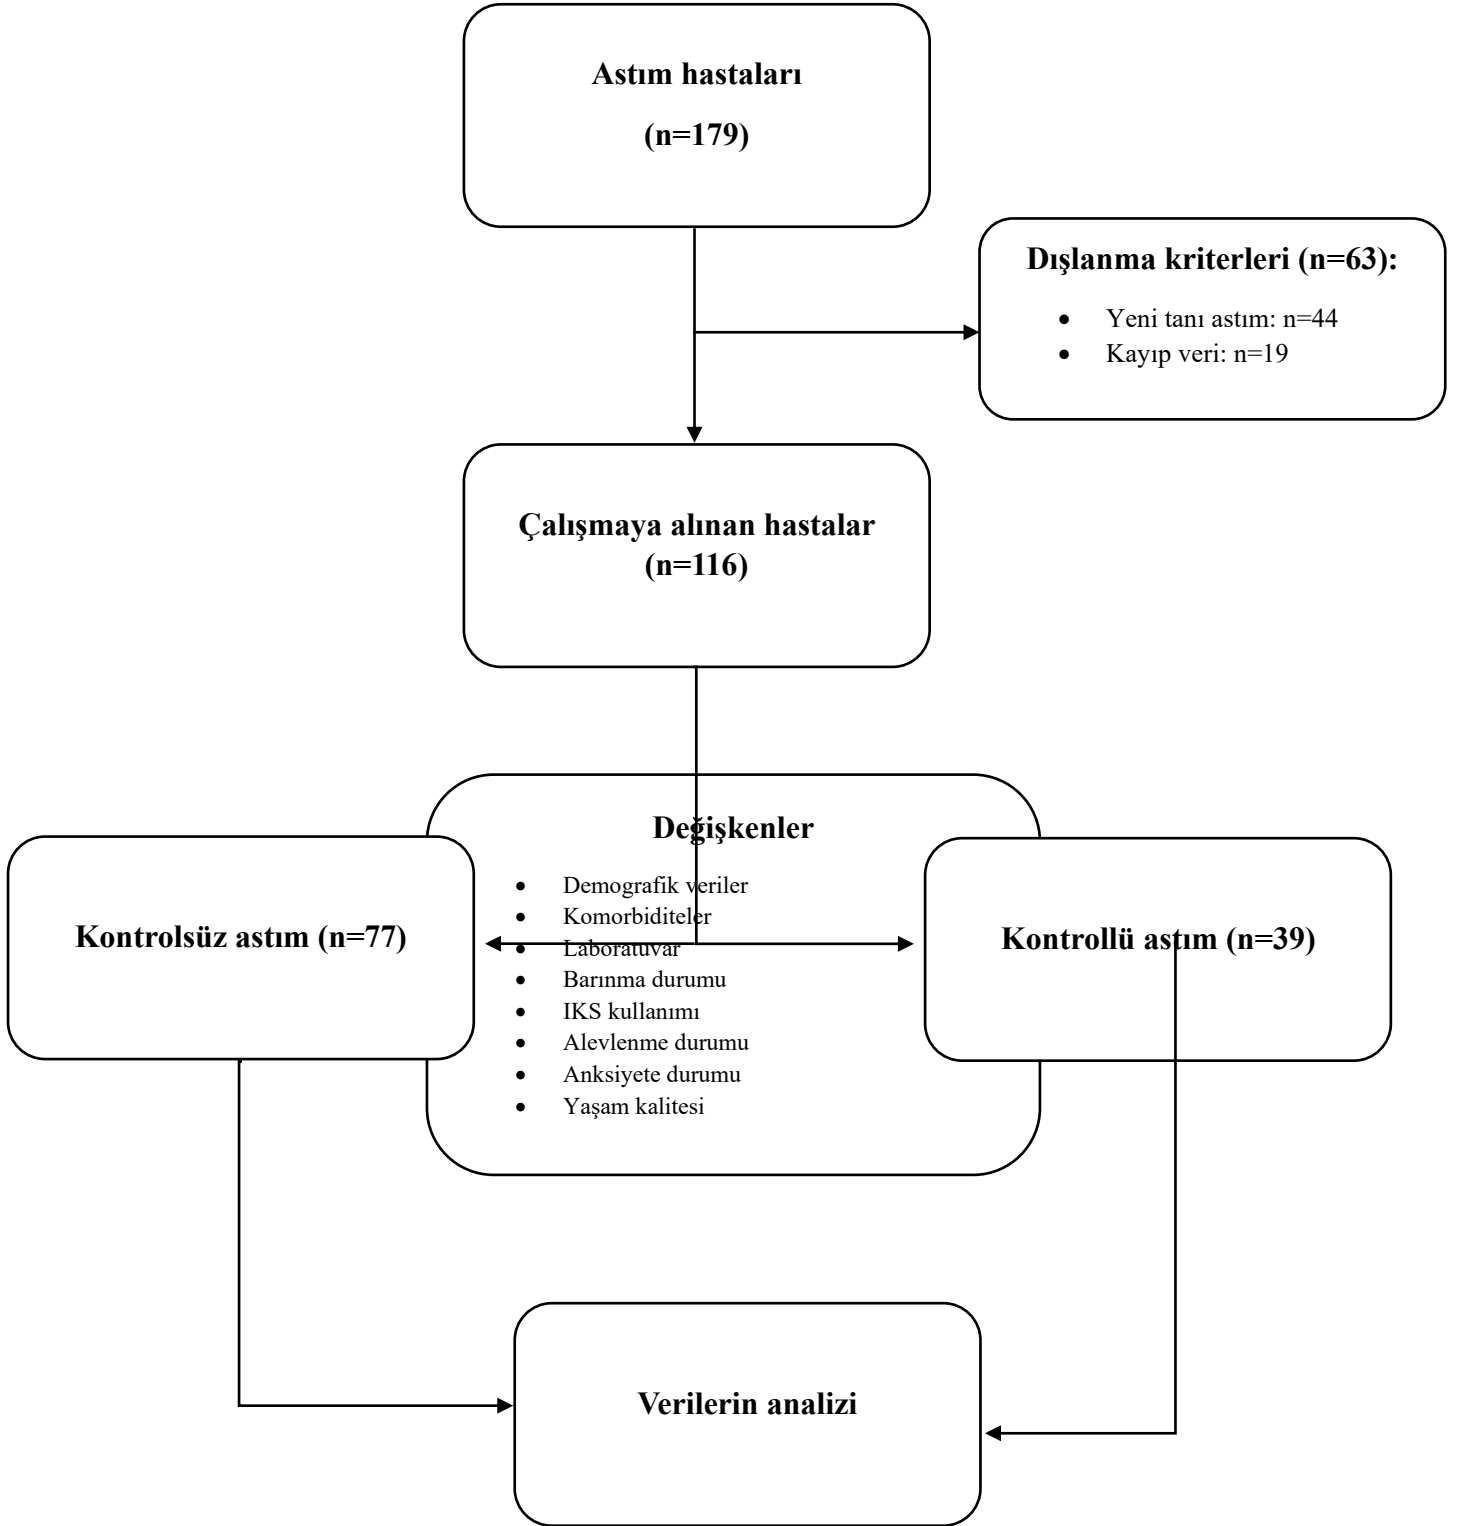 Astım hastaları
(n=179)
Dışlanma kriterleri (n=63):
• Yeni tanı astım: n=44
• Kayıp veri: n=19
Çalışmaya alınan hastalar
(n=116)
Değişkenler
• Demografik veriler
• Komorbiditeler
• Laboratuvar
• Barınma durumu
• IKS kullanımı
• Alevlenme durumu
• Anksiyete durumu
• Yaşam kalitesi
Kontrolsüz astım (n=77)
Kontrollü astım (n=39)
Verilerin analizi